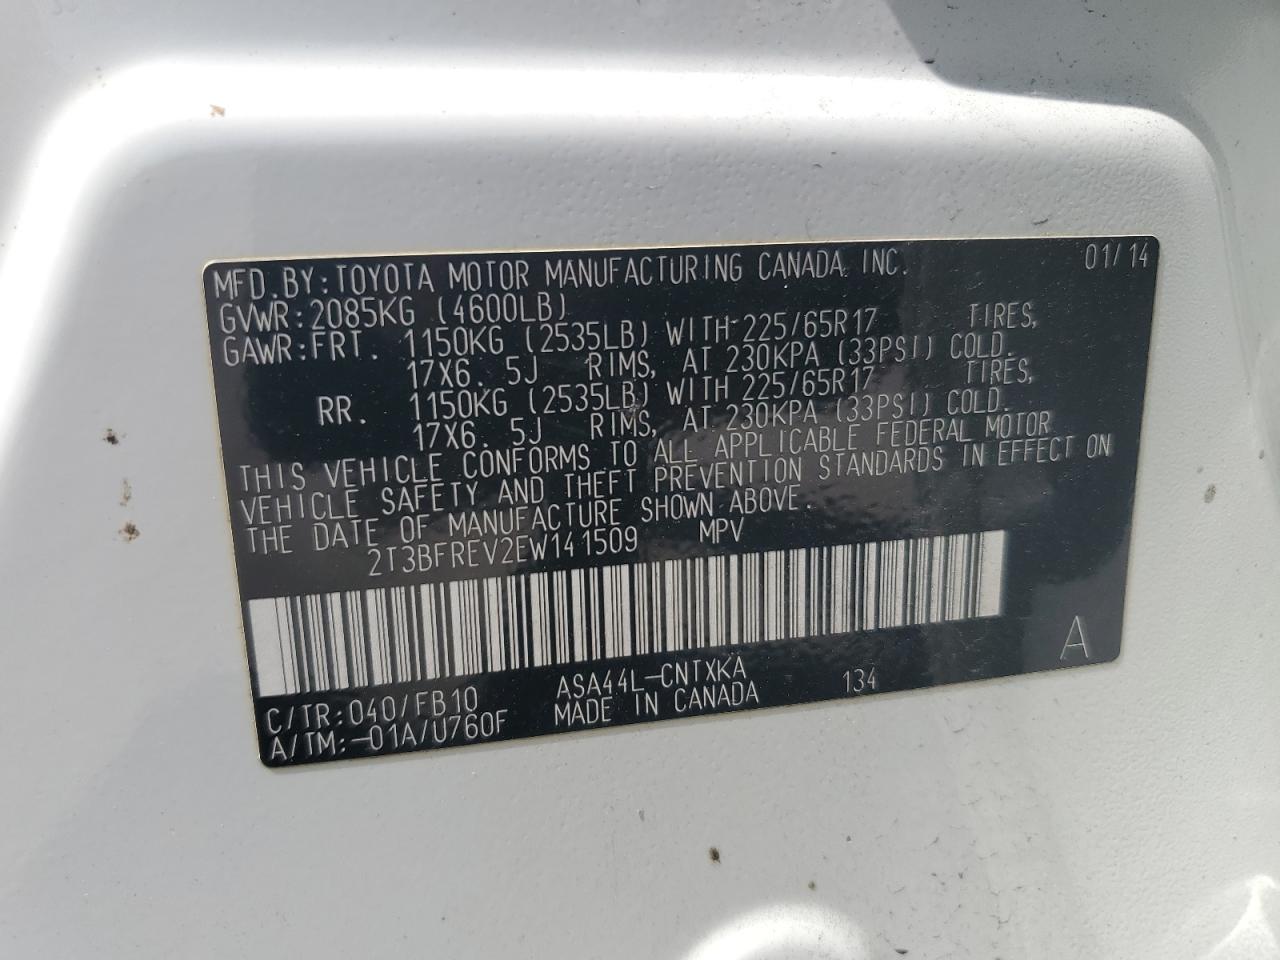 MFD.BY:TOYOTA MOTOR MANUFACTURING CANADA INC. 01/14
GVWR:2085KG (4600LB)
GAWR:FRT. 1150KG (2535LB) WITH 225/65R17 TIRES,
17X6.5J RIMS, AT 230KPA (33PSI) COLD.
RR. 1150KG (2535LB) WITH 225/65R17 TIRES,
17X6.5J RIMS, AT 230KPA (33PSI) COLD.
THIS VEHICLE CONFORMS TO ALL APPLICABLE FEDERAL MOTOR
VEHICLE SAFETY AND THEFT PREVENTION STANDARDS IN EFFECT ON
THE DATE OF MANUFACTURE SHOWN ABOVE.
2T3BFREV2EW141509 MPV
C/TR:040/FB10 ASA44L-CNTXKA 134 A
A/TM:-01A/U760F MADE IN CANADA